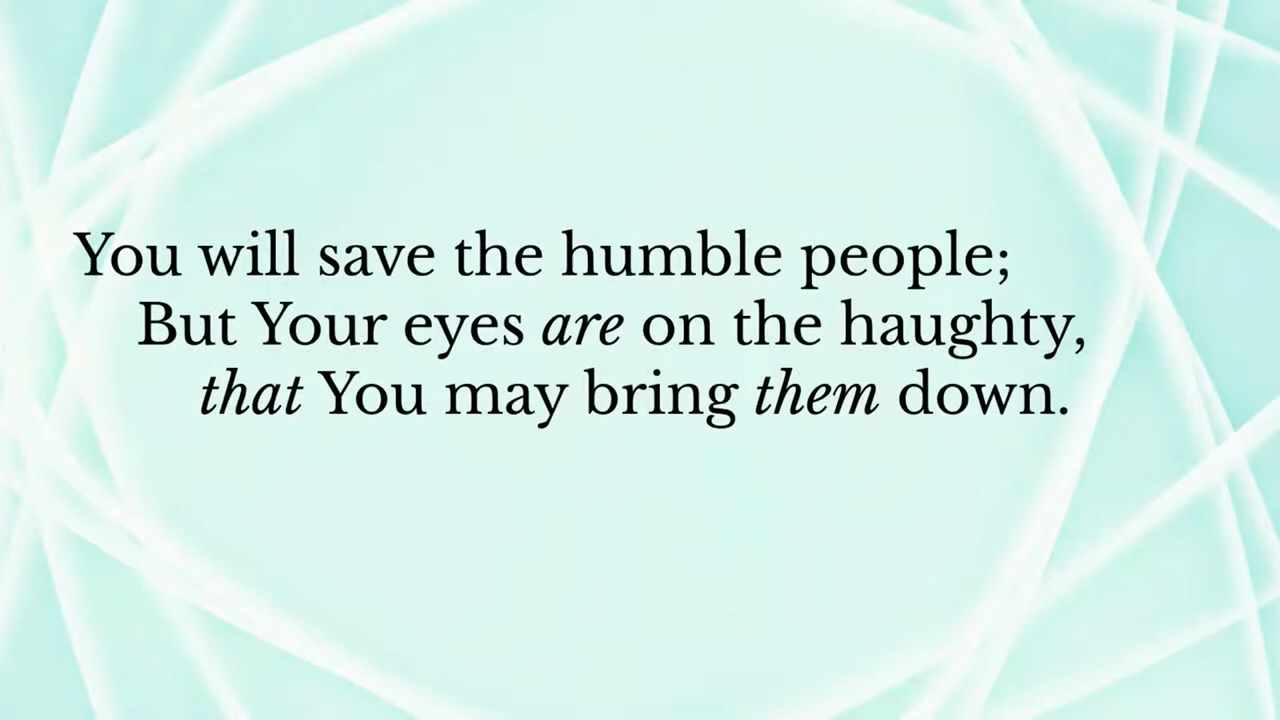 You will save the humble people;
But Your eyes are on the haughty,
that You may bring them down.